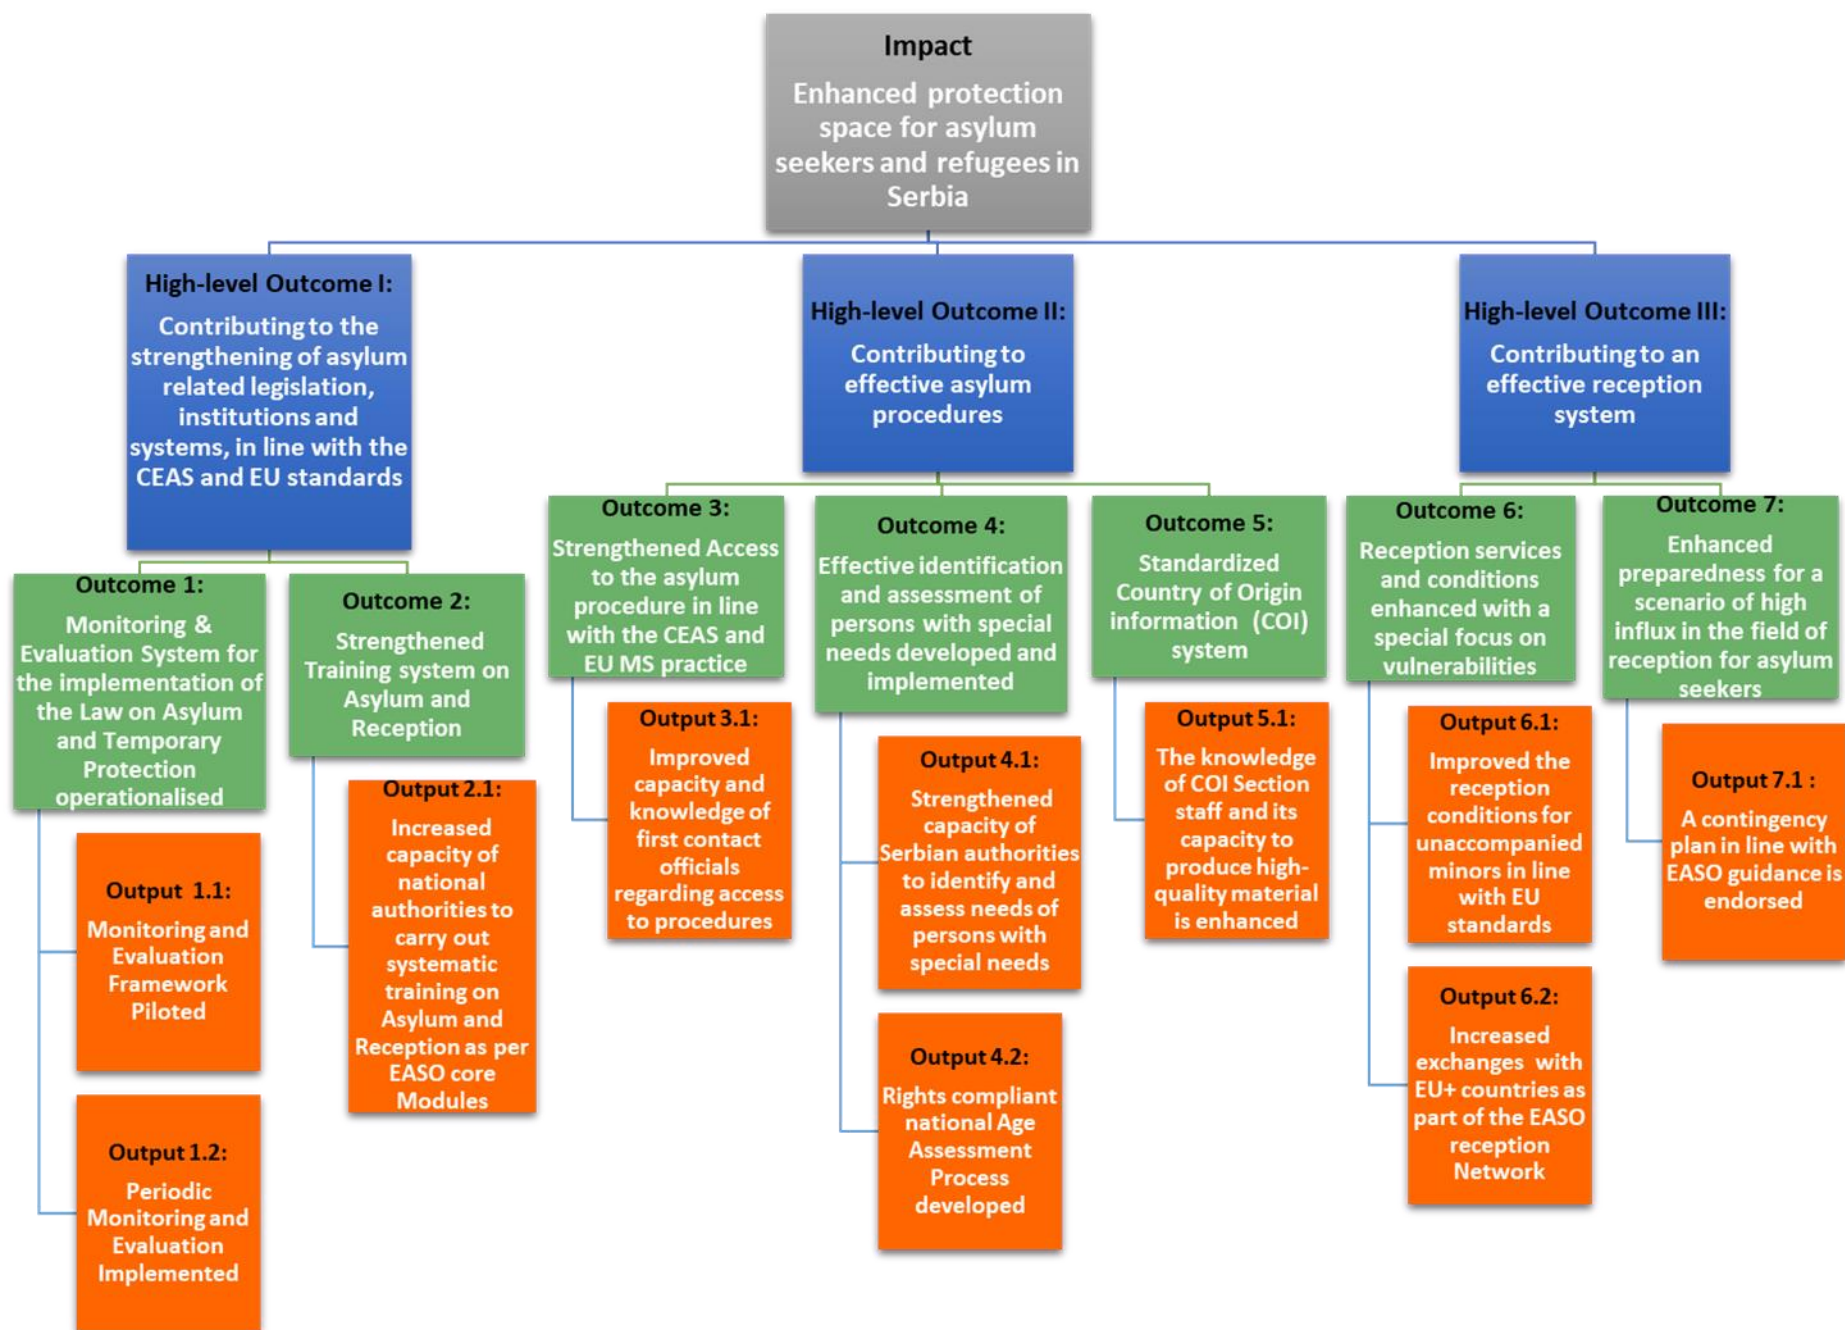 Impact
Enhanced protection
space for asylum
seekers and refugees in
Serbia
High-level Outcome I:
Contributing to the
strengthening of asylum
related legislation,
institutions and
systems, in line with the
CEAS and EU standards
High-level Outcome II:
Contributing to
effective asylum
procedures
High-level Outcome III:
Contributing to an
effective reception
system
Outcome 1:
Monitoring &
Evaluation System for
the implementation of
the Law on Asylum
and Temporary
Protection
operationalised
Outcome 2:
Strengthened
Training system on
Asylum and
Reception
Outcome 3:
Strengthened Access
to the asylum
procedure in line
with the CEAS and
EU MS practice
Outcome 4:
Effective identification
and assessment of
persons with special
needs developed and
implemented
Outcome 5:
Standardized
Country of Origin
information (COI)
system
Outcome 6:
Reception services
and conditions
enhanced with a
special focus on
vulnerabilities
Outcome 7:
Enhanced
preparedness for a
scenario of high
influx in the field of
reception for asylum
seekers
Output 1.1:
Monitoring and
Evaluation
Framework
Piloted
Output 1.2:
Periodic
Monitoring and
Evaluation
Implemented
Output 2.1:
Increased
capacity of
national
authorities to
carry out
systematic
training on
Asylum and
Reception as per
EASO core
Modules
Output 3.1:
Improved
capacity and
knowledge of
first contact
officials
regarding access
to procedures
Output 4.1:
Strengthened
capacity of
Serbian authorities
to identify and
assess needs of
persons with
special needs
Output 4.2:
Rights compliant
national Age
Assessment
Process
developed
Output 5.1:
The knowledge
of COI Section
staff and its
capacity to
produce high-
quality material
is enhanced
Output 6.1:
Improved the
reception
conditions for
unaccompanied
minors in line
with EU
standards
Output 6.2:
Increased
exchanges with
EU+ countries as
part of the EASO
reception
Network
Output 7.1 :
A contingency
plan in line with
EASO guidance is
endorsed